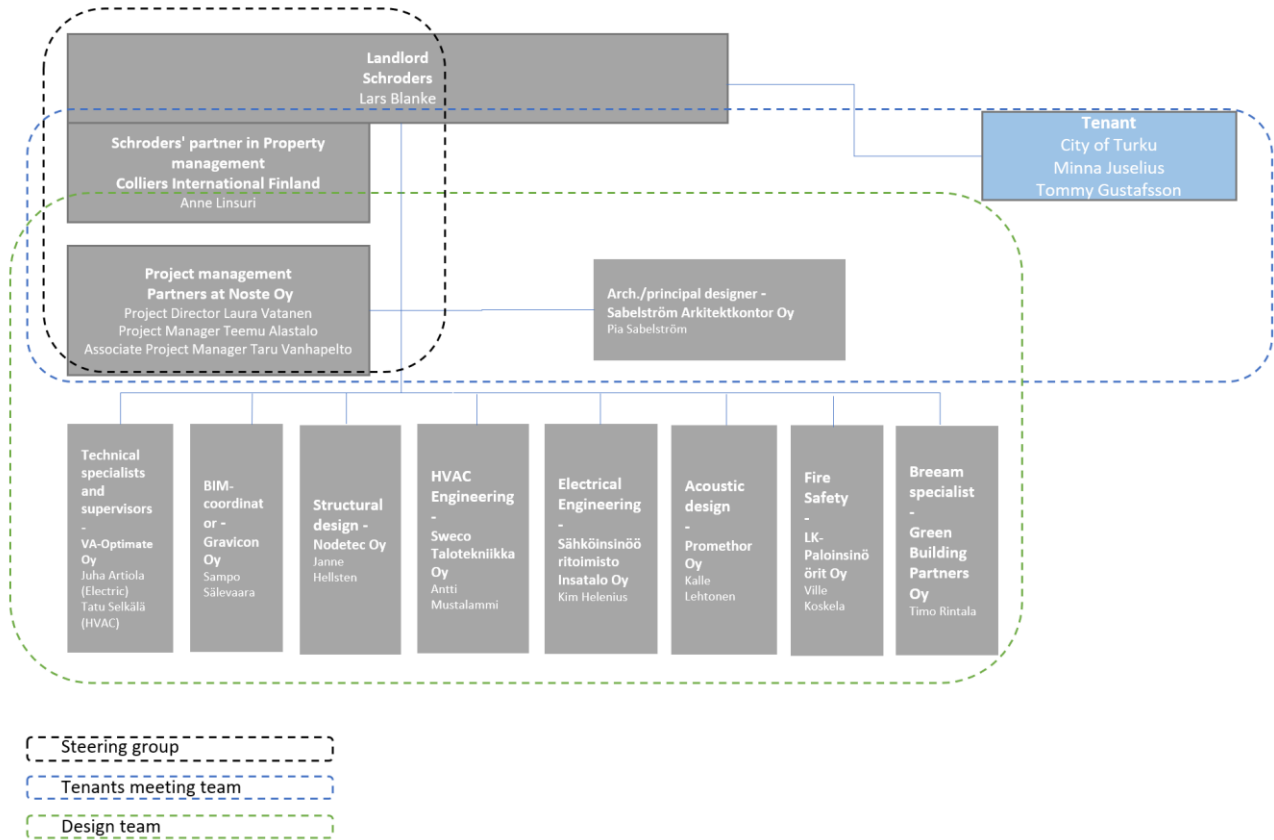 Landlord
Schroders
Lars Blanke
Schroders' partner in Property
management
Colliers International Finland
Anne Linsuri
Tenant
City of Turku
Minna Juselius
Tommy Gustafsson
Project management
Partners at Noste Oy
Project Director Laura Vatanen
Project Manager Teemu Alastalo
Associate Project Manager Taru Vanhapelto
Arch./principal designer -
Sabelström Arkitektkontor Oy
Pia Sabelström
Technical
specialists
and
supervisors
-
VA-Optimate
Oy
Juha Artiola
(Electric)
Tatu Selkälä
(HVAC)
BIM-
coordinat
or -
Gravicon
Oy
Sampo
Sälevaara
Structural
design -
Nodetec Oy
Janne
Hellsten
HVAC
Engineering
-
Sweco
Talotekniikka
Oy
Antti
Mustalammi
Electrical
Engineering
-
Sähköinsinöö
ritoimisto
Insatalo Oy
Kim Helenius
Acoustic
design
-
Promethor
Oy
Kalle
Lehtonen
Fire
Safety
-
LK-
Paloinsinö
örit Oy
Ville
Koskela
Breeam
specialist
-
Green
Building
Partners
Oy
Timo Rintala
Steering group
Tenants meeting team
Design team